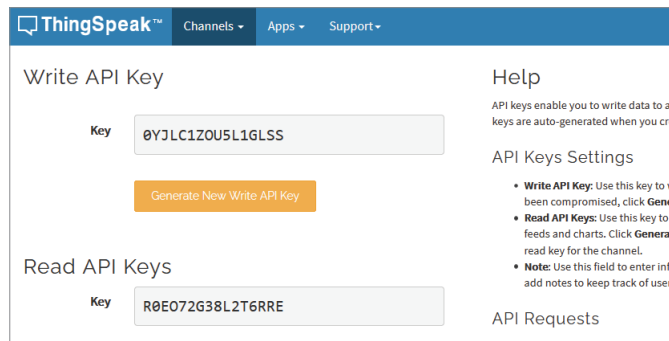 ThingSpeak™ Channels Apps Support
Write API Key
Key 0YJLC1ZOU5L1GLSS
Generate New Write API Key
Read API Keys
Key R0EO72G38L2T6RRE
Help
API keys enable you to write data to a
keys are auto-generated when you cr
API Keys Settings
Write API Key: Use this key to
been compromised, click Gene
Read API Keys: Use this key to
feeds and charts. Click Genera
read key for the channel.
Note: Use this field to enter inf
add notes to keep track of user
API Requests